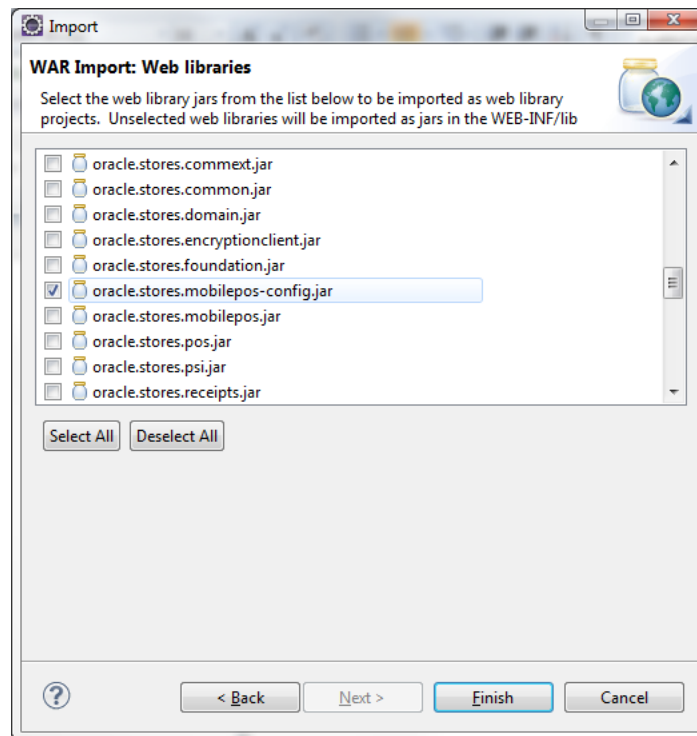 Import
WAR Import: Web libraries
Select the web library jars from the list below to be imported as web library
projects. Unselected web libraries will be imported as jars in the WEB-INF/lib
oracle.stores.commext.jar
oracle.stores.common.jar
oracle.stores.domain.jar
oracle.stores.encryptionclient.jar
oracle.stores.foundation.jar
oracle.stores.mobilepos-config.jar
oracle.stores.mobilepos.jar
oracle.stores.pos.jar
oracle.stores.psi.jar
oracle.stores.receipts.jar
Select All Deselect All
? < Back Next > Finish Cancel